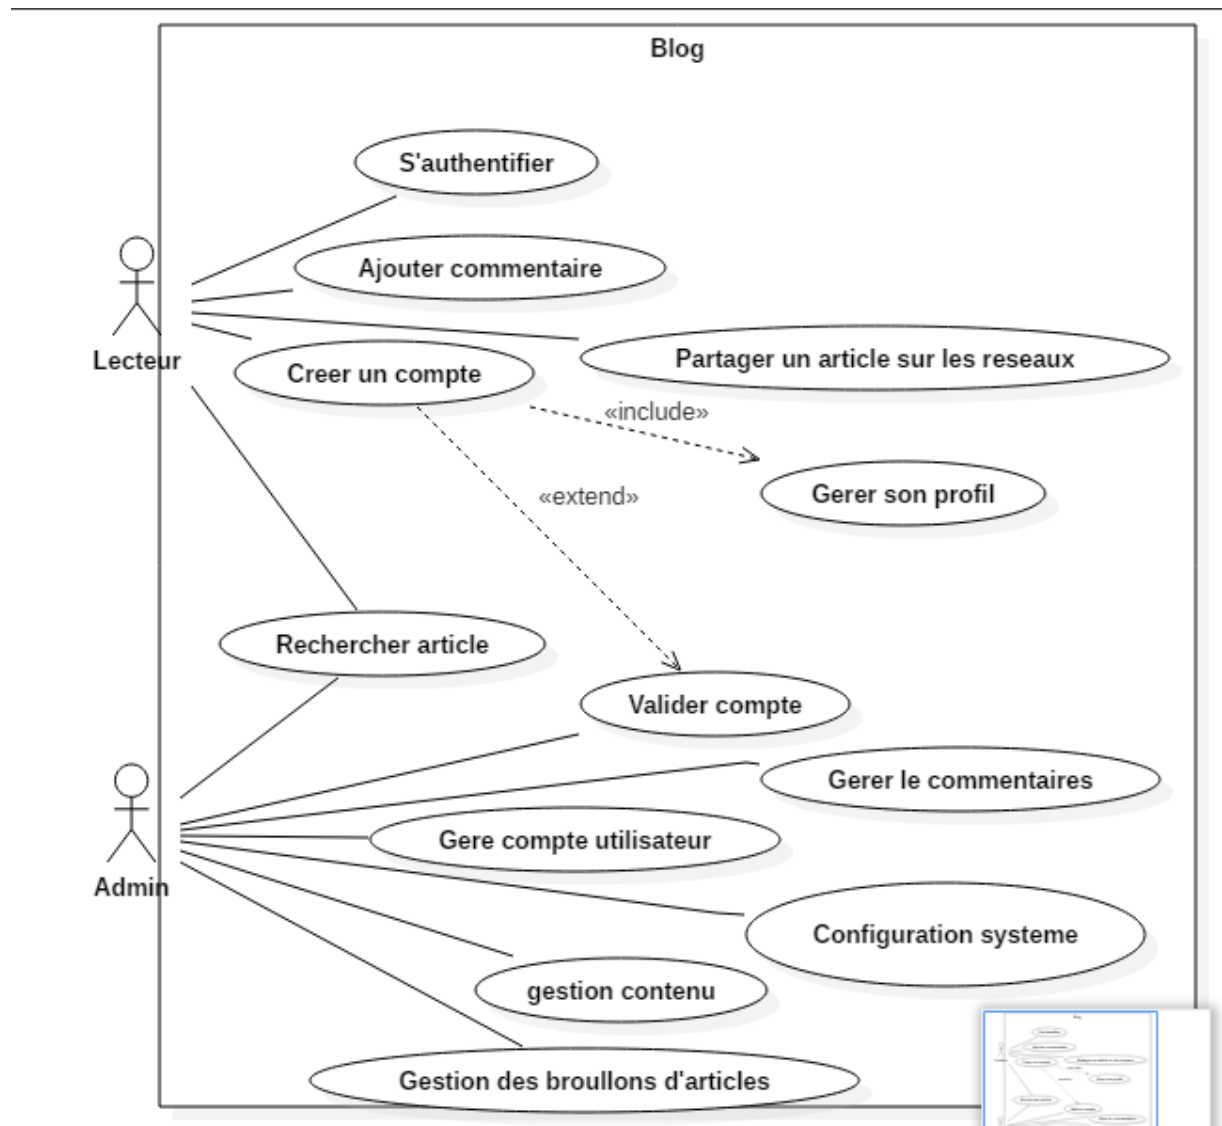 Blog
S'authentifier
Ajouter commentaire
Lecteur
Partager un article sur les reseaux
Creer un compte
«include»
Gerer son profil
«extend»
Rechercher article
Valider compte
Gerer le commentaires
Gere compte utilisateur
Admin
Configuration systeme
gestion contenu
Gestion des broullons d'articles